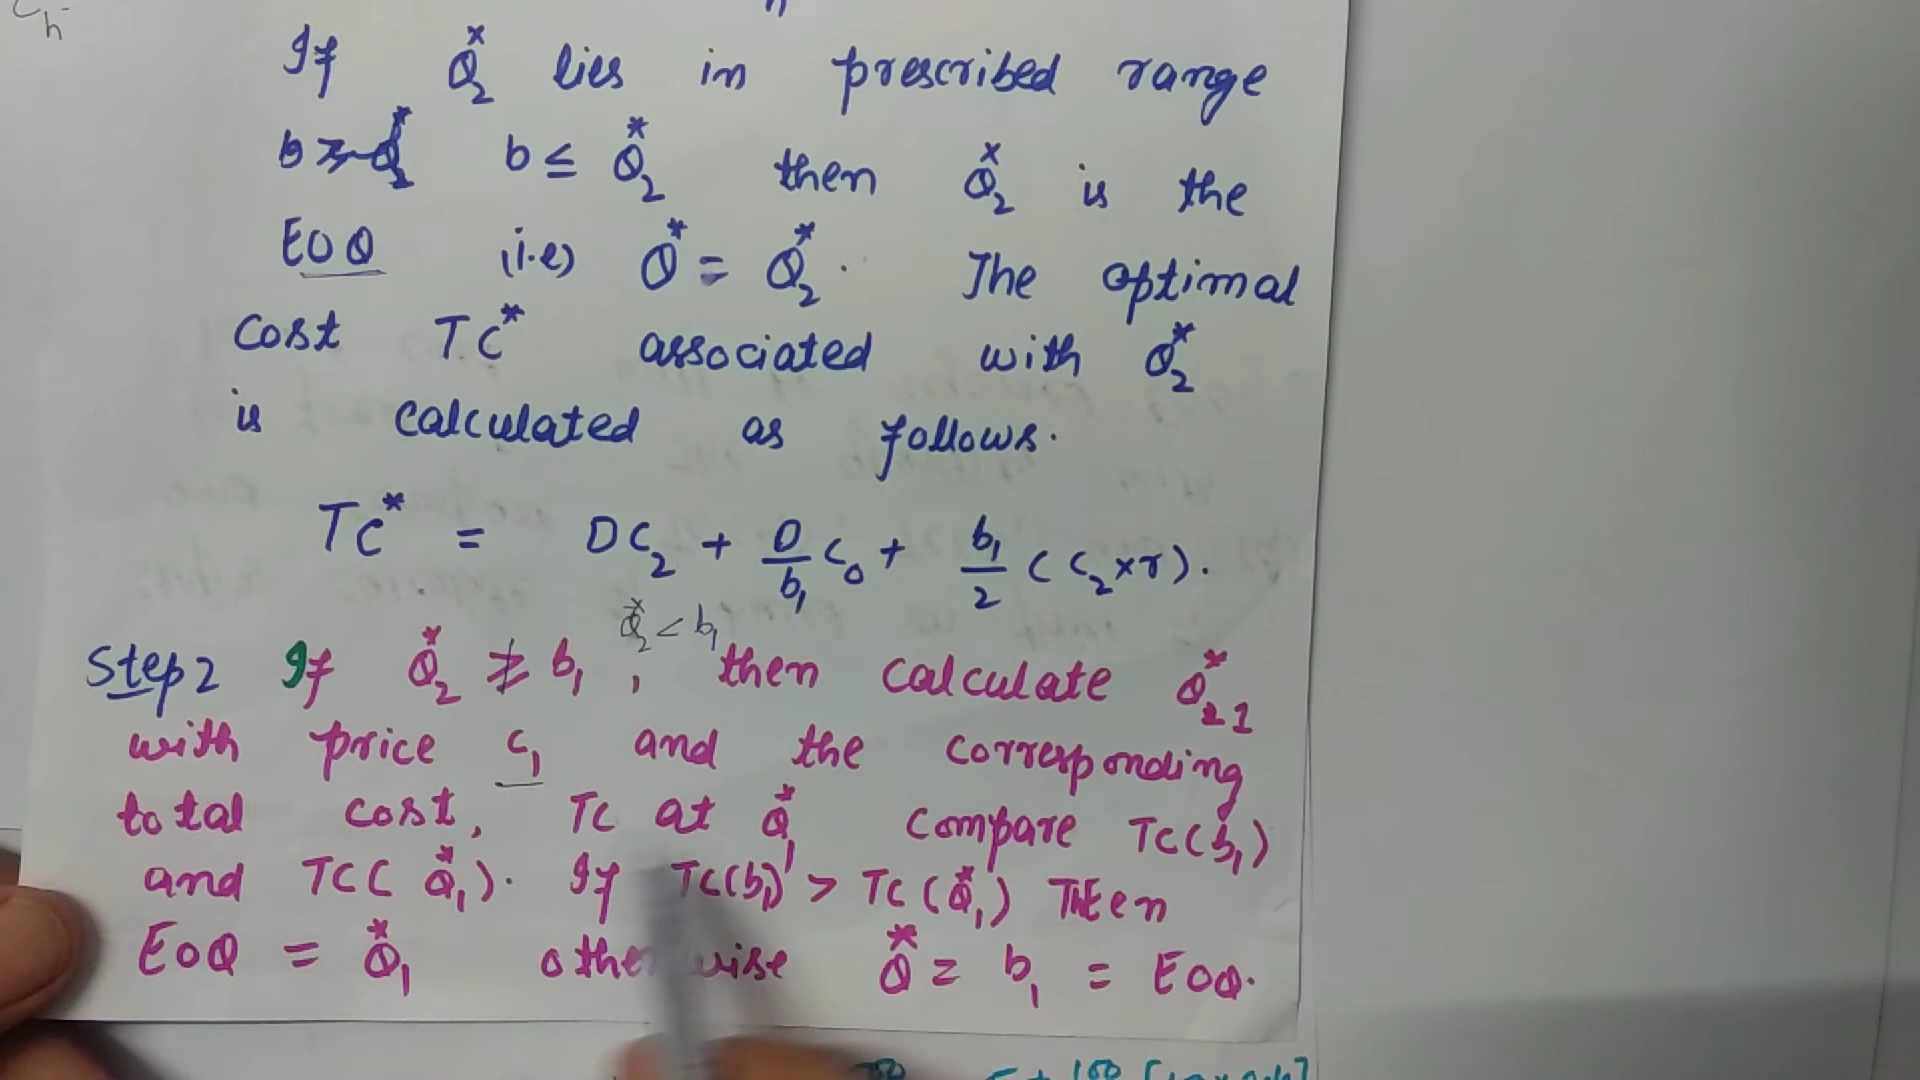 C_h
If Q₂* lies in prescribed range
b ≤ Q₂* then Q₂* is the
EOQ (i.e) Q* = Q₂*. The optimal
cost TC* associated with Q₂*
is calculated as follows.
TC* = DC₂ + D/b₁ C₀ + b₁/2 (C₂×r).
Q₂* < b₁
Step 2 If Q₂* ≱ b₁, then calculate Q₁*
with price C₁ and the corresponding
total cost, TC at Q₁* compare TC(b₁)
and TC(Q₁*). If TC(b₁) > TC(Q₁*) THEen
EOQ = Q₁* otherwise Q* = b₁ = EOQ.